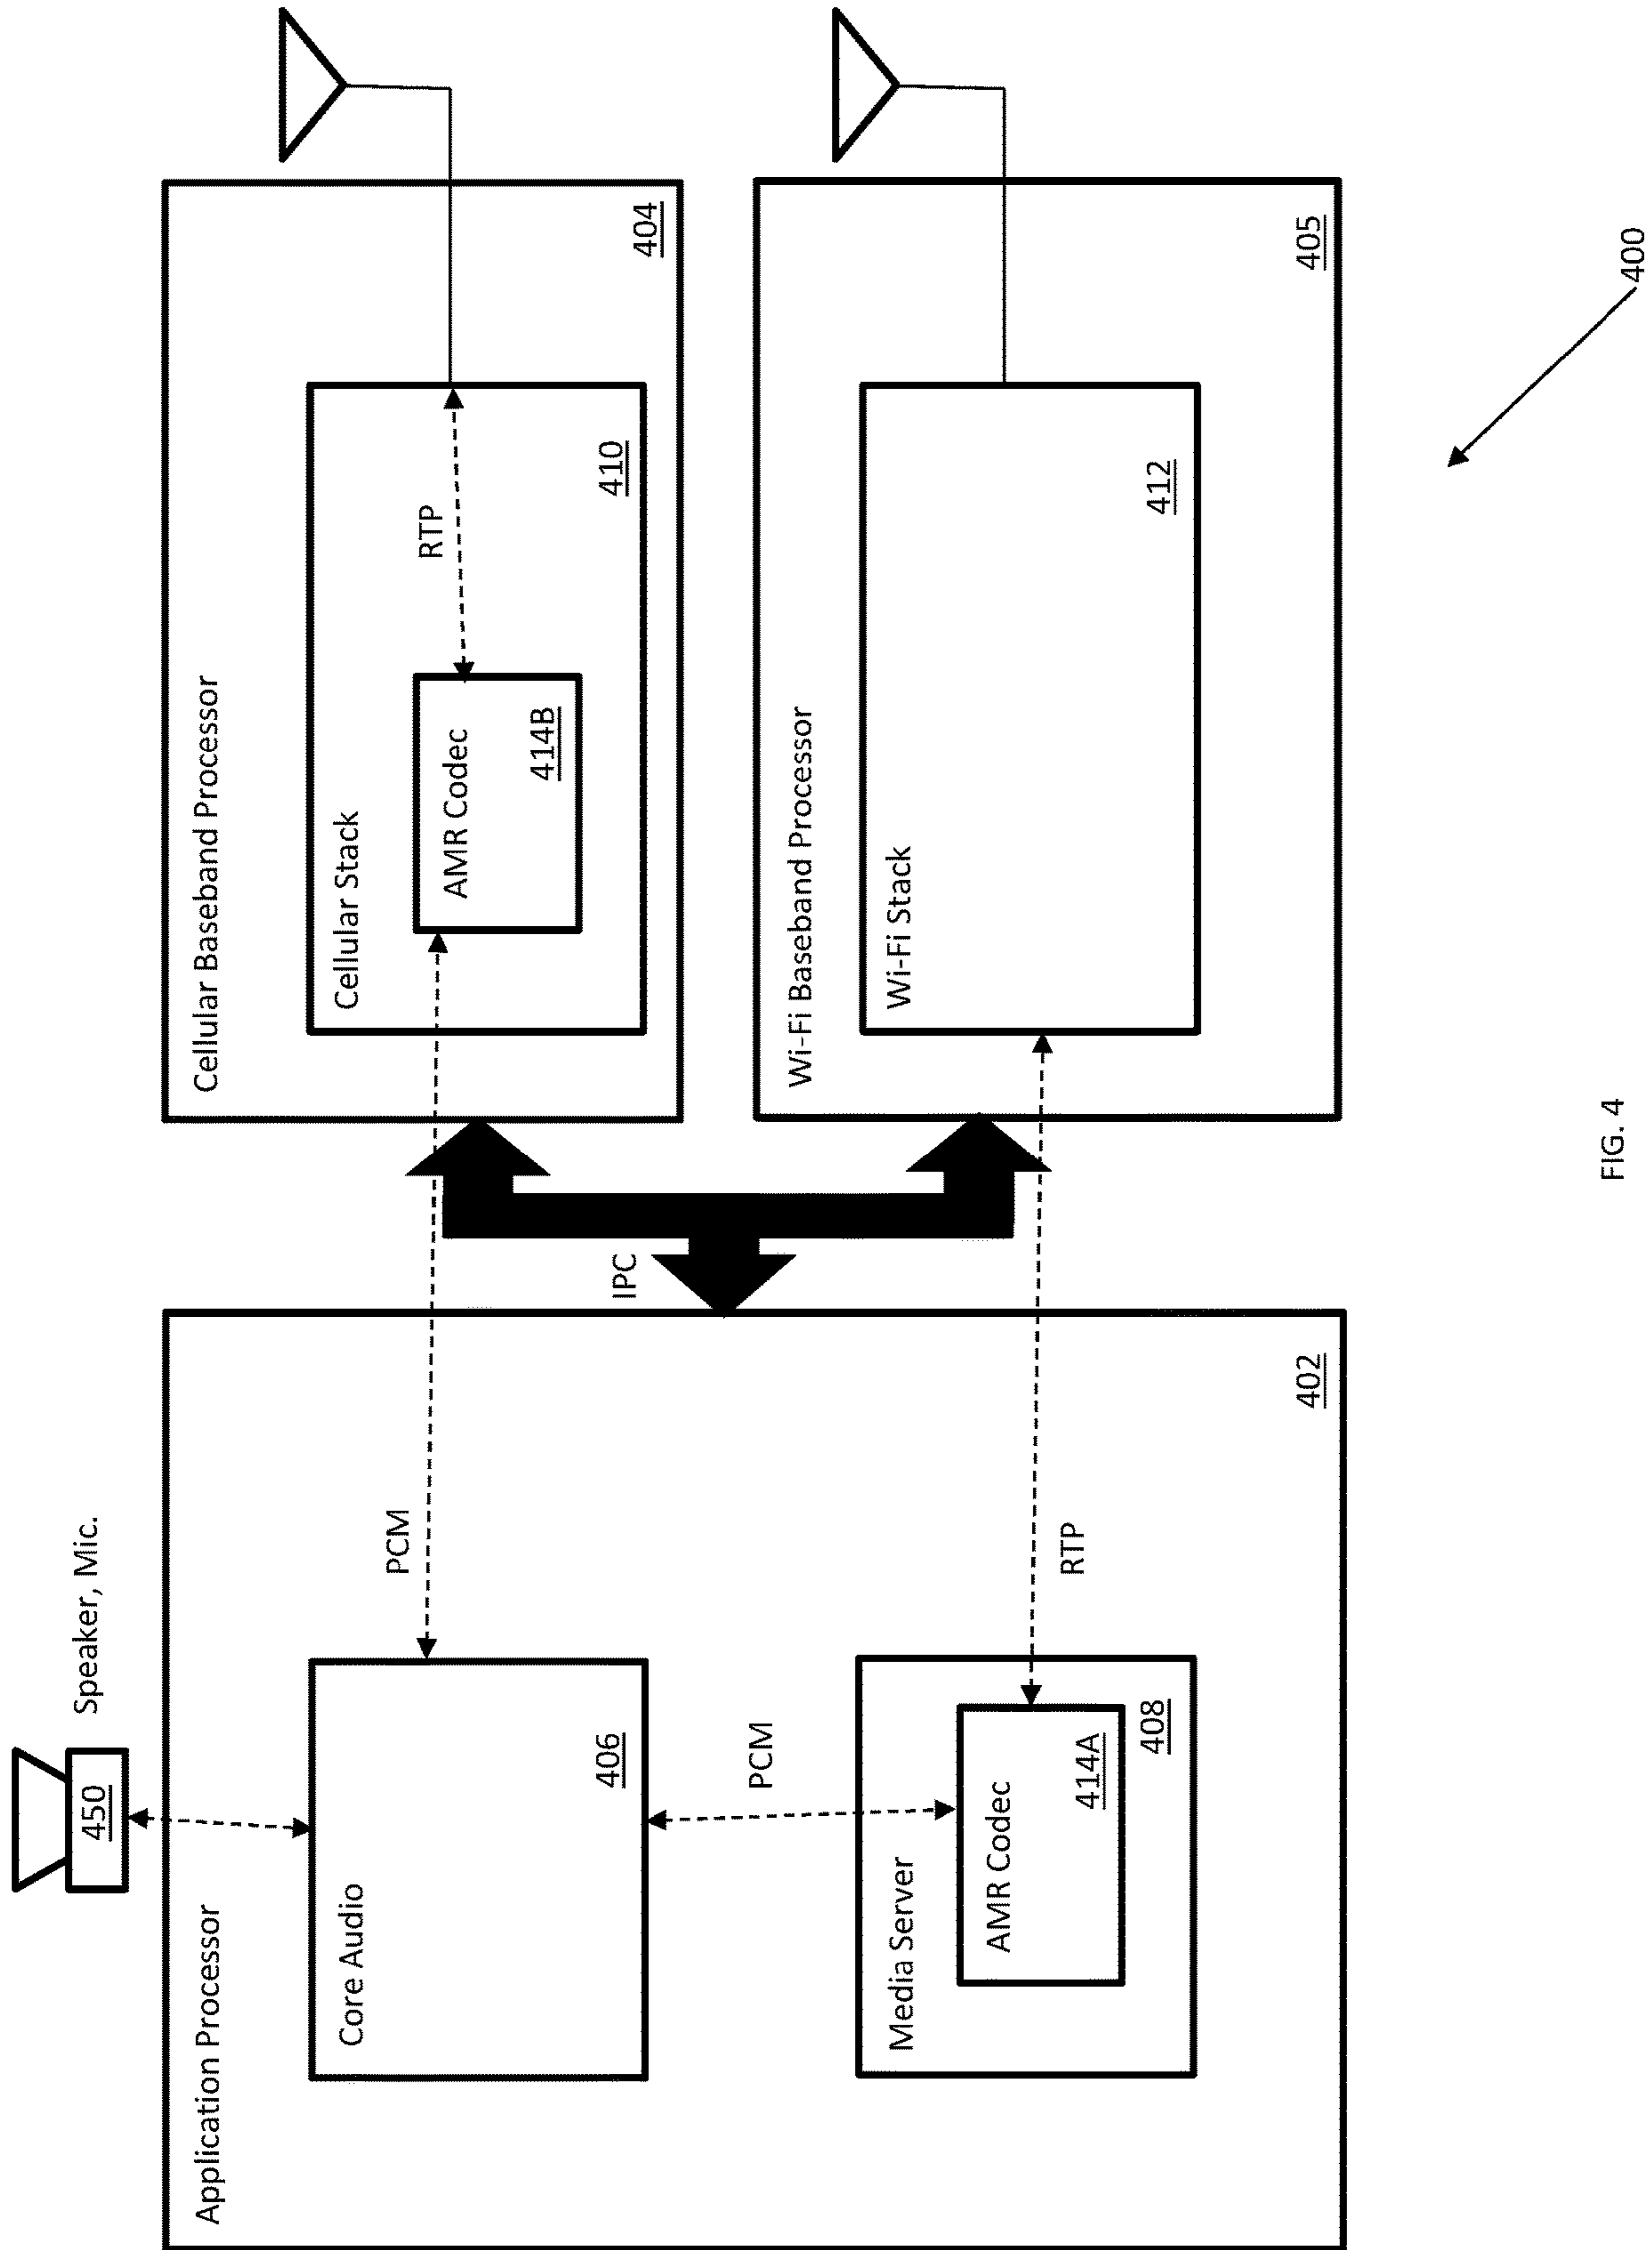 Speaker, Mic.
450
Application Processor
Core Audio
406
PCM
PCM
Media Server
AMR Codec
414A
408
RTP
402
IPC
Cellular Baseband Processor
Cellular Stack
AMR Codec
414B
RTP
410
404
Wi-Fi Baseband Processor
Wi-Fi Stack
412
405
400
FIG. 4